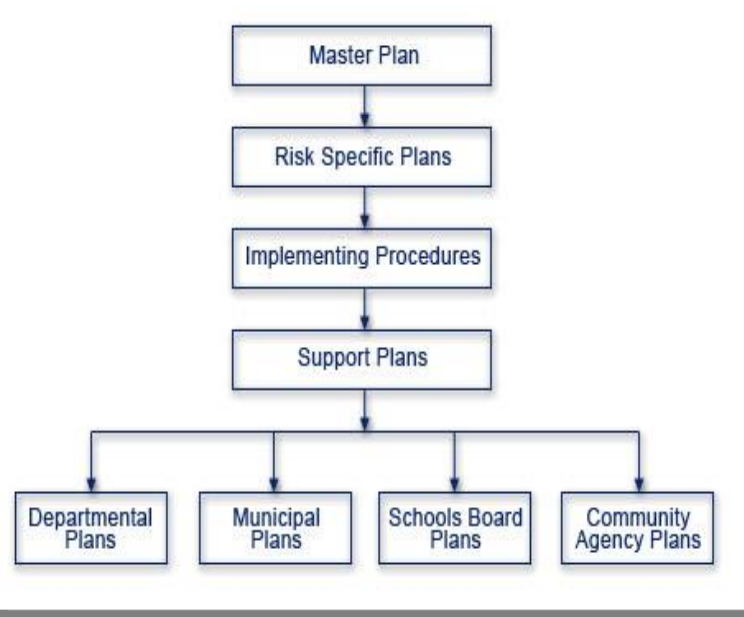 Master Plan
Risk Specific Plans
Implementing Procedures
Support Plans
Departmental
Plans
Municipal
Plans
Schools Board
Plans
Community
Agency Plans